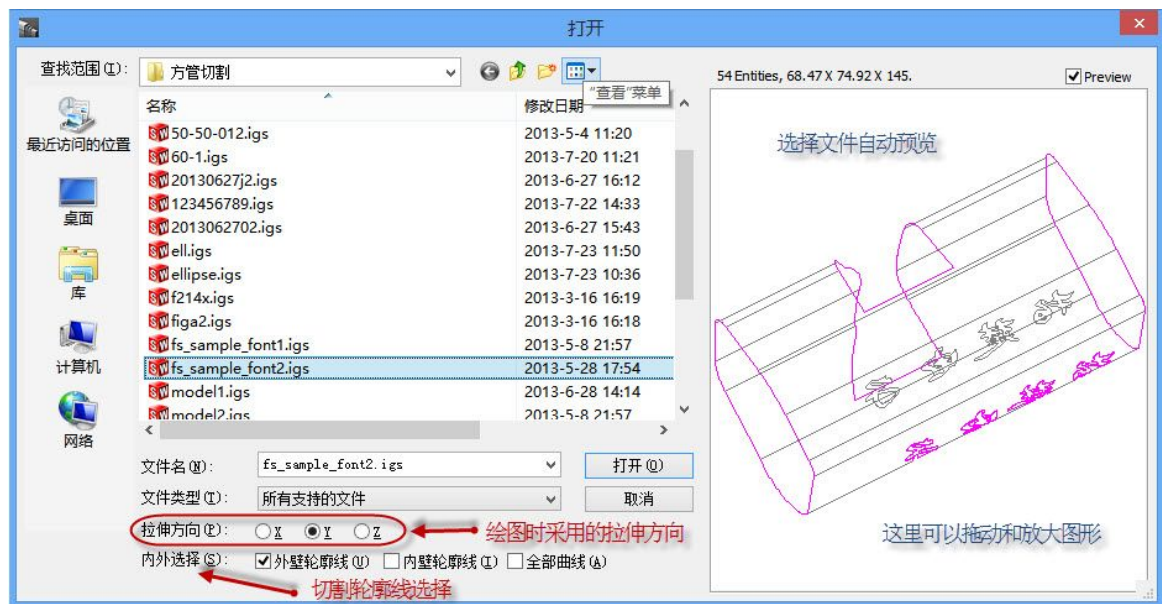 打开
查找范围(I):
方管切割
"查看"菜单
54 Entities, 68.47 X 74.92 X 145.
Preview
最近访问的位置
桌面
库
计算机
网络
名称
修改日期
50-50-012.igs 2013-5-4 11:20
60-1.igs 2013-7-20 11:21
20130627j2.igs 2013-6-27 16:12
123456789.igs 2013-7-22 14:33
2013062702.igs 2013-6-27 15:43
ell.igs 2013-7-23 11:50
ellipse.igs 2013-7-23 10:36
f214x.igs 2013-3-16 16:19
figa2.igs 2013-3-16 16:18
fs_sample_font1.igs 2013-5-8 21:57
fs_sample_font2.igs 2013-5-28 17:54
model1.igs 2013-6-28 14:14
model2.igs 2013-5-8 21:57
文件名(N): fs_sample_font2.igs 打开(O)
文件类型(T): 所有支持的文件 取消
拉伸方向(P): X Y Z 绘图时采用的拉伸方向
内外选择(S): 外壁轮廓线(U) 内壁轮廓线(I) 全部曲线(A)
切割轮廓线选择
选择文件自动预览
这里可以拖动和放大图形